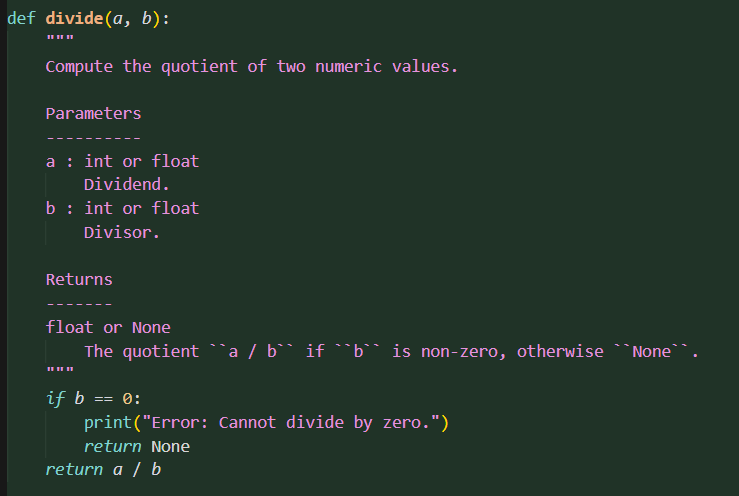 def divide(a, b):
    """
    Compute the quotient of two numeric values.

    Parameters
    ----------
    a : int or float
        Dividend.
    b : int or float
        Divisor.

    Returns
    -------
    float or None
        The quotient ``a / b`` if ``b`` is non-zero, otherwise ``None``.
    """
    if b == 0:
        print("Error: Cannot divide by zero.")
        return None
    return a / b